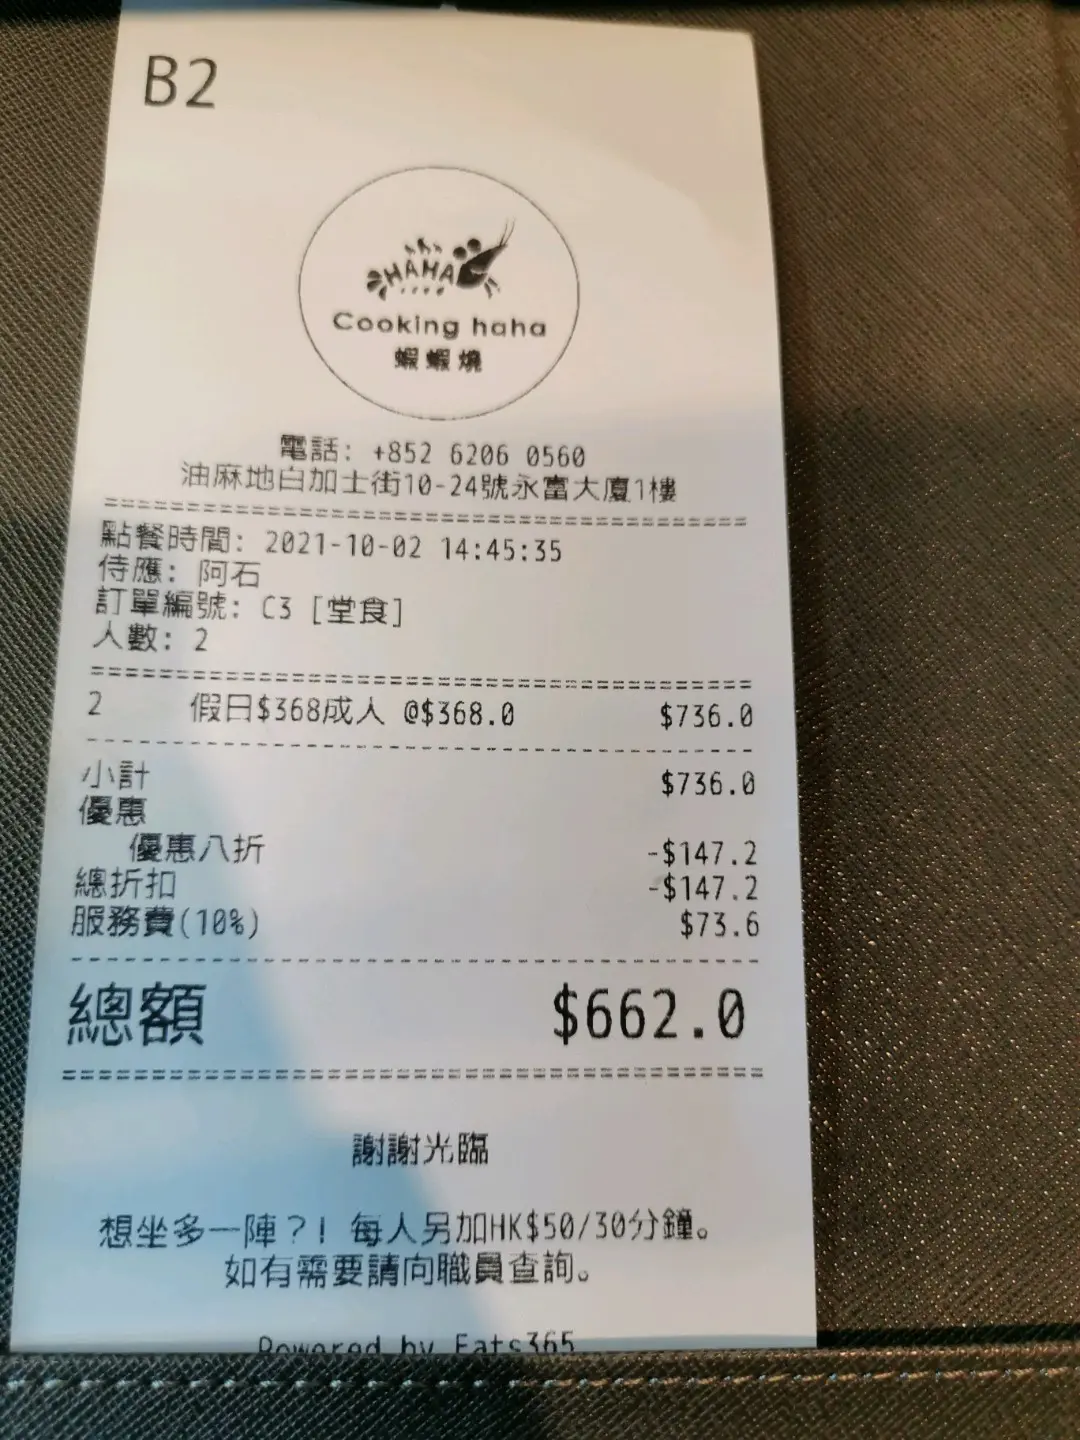 B2
HAHA
Cooking haha
蝦蝦燒
電話: +852 6206 0560
油麻地白加士街10-24號永富大廈1樓
點餐時間: 2021-10-02 14:45:35
侍應: 阿石
訂單編號: C3 [堂食]
人數: 2
2 假日$368成人 @$368.0 $736.0
小計 $736.0
優惠
優惠八折 -$147.2
總折扣 -$147.2
服務費(10%) $73.6
總額 $662.0
謝謝光臨
想坐多一陣?! 每人另加HK$50/30分鐘。
如有需要請向職員查詢。
Powered by Eats365